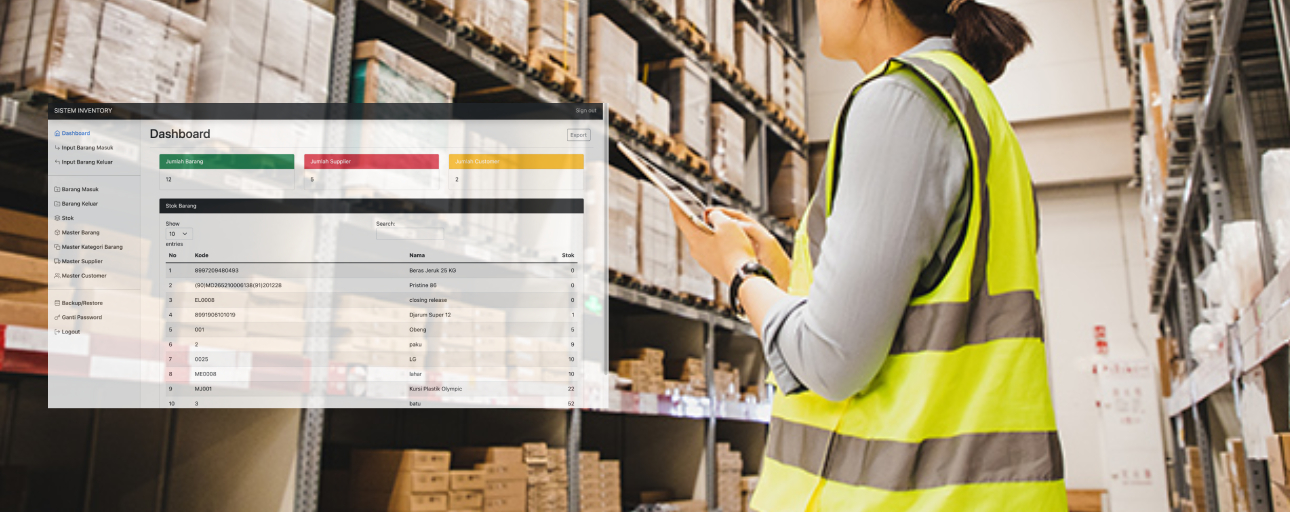 SISTEM INVENTORY
Sign out
Dashboard
Input Barang Masuk
Input Barang Keluar
Barang Masuk
Barang Keluar
Stok
Master Barang
Master Kategori Barang
Master Supplier
Master Customer
Backup/Restore
Ganti Password
Logout
Dashboard
Export
Jumlah Barang
12
Jumlah Supplier
5
Jumlah Customer
2
Stok Barang
Show
10
entries
Search:
No Kode Nama Stok
1 8997209480493 Beras Jeruk 25 KG 0
2 (90)MD265210006138(91)201228 Pristine B6 0
3 EL0008 closing release 0
4 8991906101019 Djarum Super 12 1
5 001 Obeng 5
6 2 paku 9
7 0025 LG 10
8 ME0008 leher 10
9 MJ001 Kursi Plastik Olympic 22
10 3 batu 52